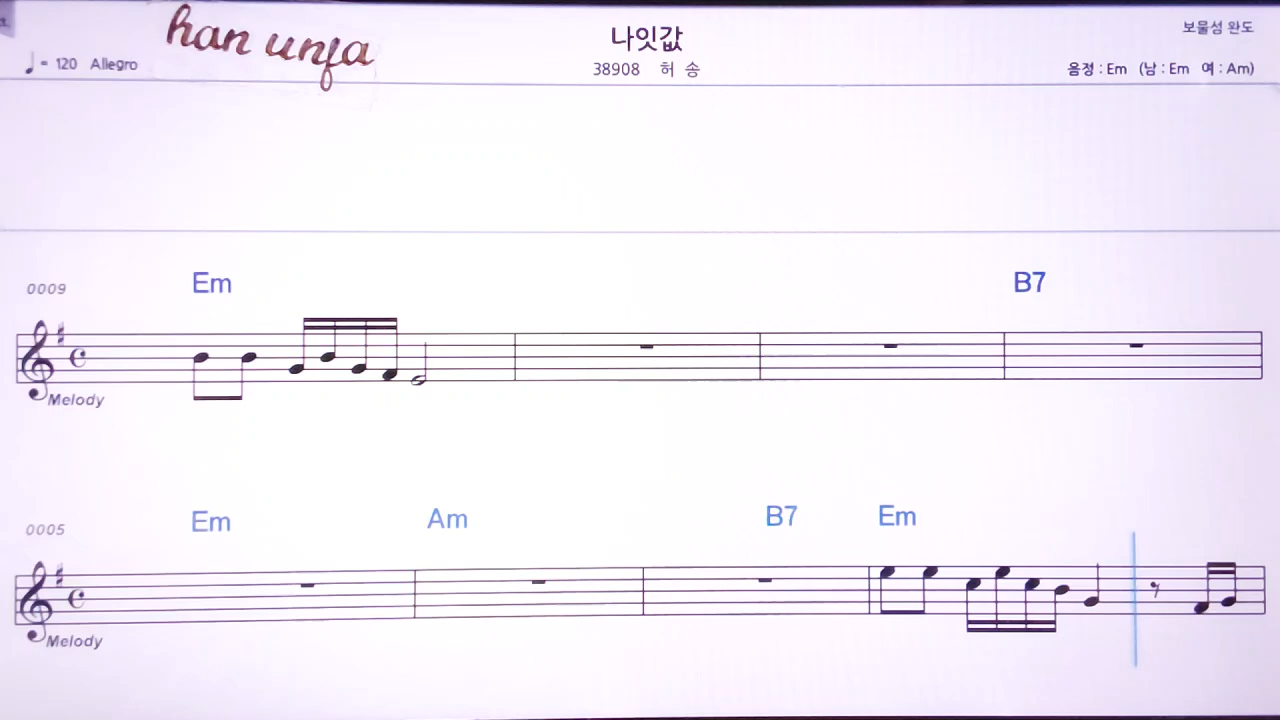 han unfa
나잇값
보물섬 완도
♩ = 120 Allegro
38908 허 송
음정 : Em (남 : Em 여 : Am)
0009 Em B7
Melody
0005 Em Am B7 Em
Melody